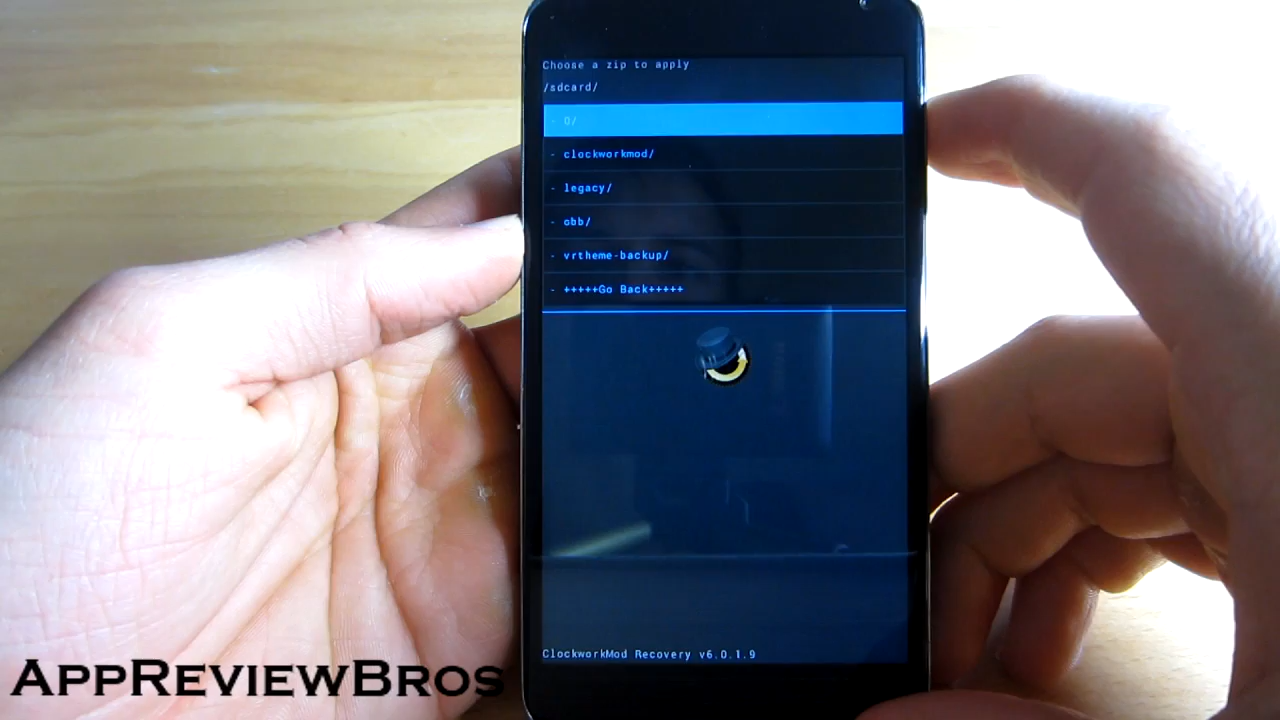 Choose a zip to apply
/sdcard/
- 0/
- clockworkmod/
- legacy/
- obb/
- vrtheme-backup/
- +++++Go Back+++++
ClockworkMod Recovery v6.0.1.9
AppReviewBros